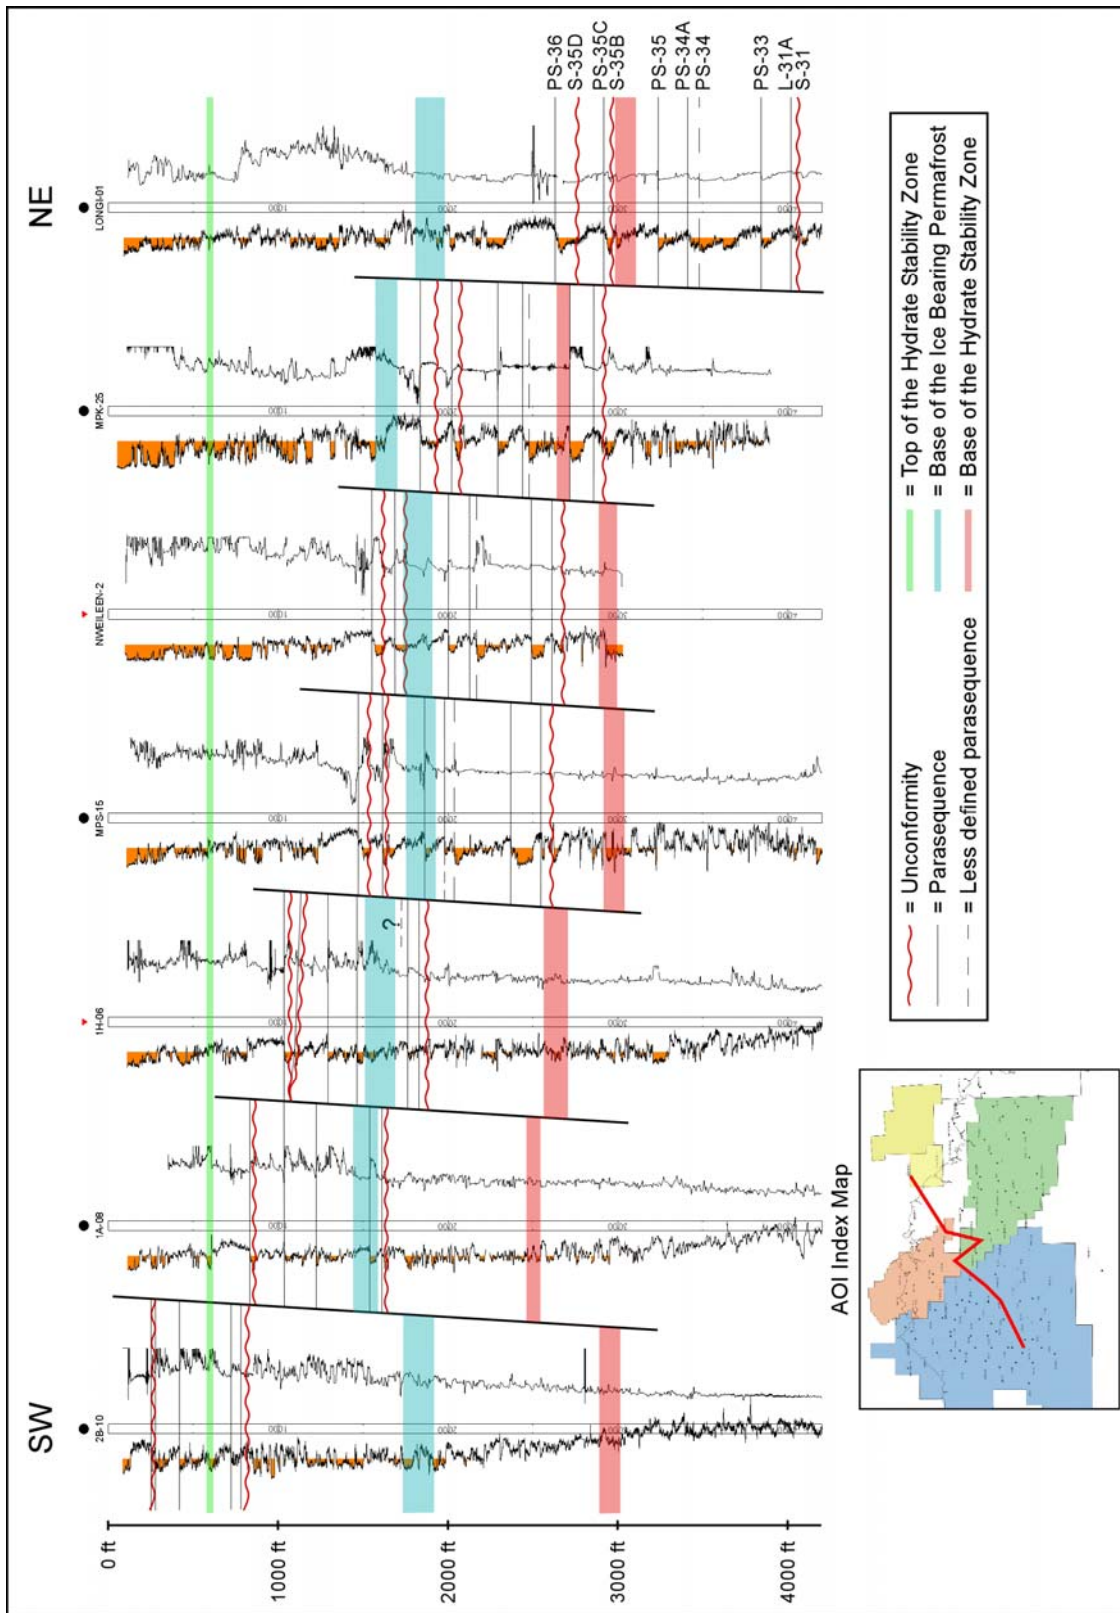 SW
NE
2B-10
1A-08
1H-06
MPS-15
NWEILEEN-2
MPK-25
LONG1-01
0 ft
1000 ft
2000 ft
3000 ft
4000 ft
?
PS-36
S-35D
PS-35C
S-35B
PS-35
PS-34A
PS-34
PS-33
L-31A
S-31
AOI Index Map
= Unconformity
= Parasequence
= Less defined parasequence
= Top of the Hydrate Stability Zone
= Base of the Ice Bearing Permafrost
= Base of the Hydrate Stability Zone